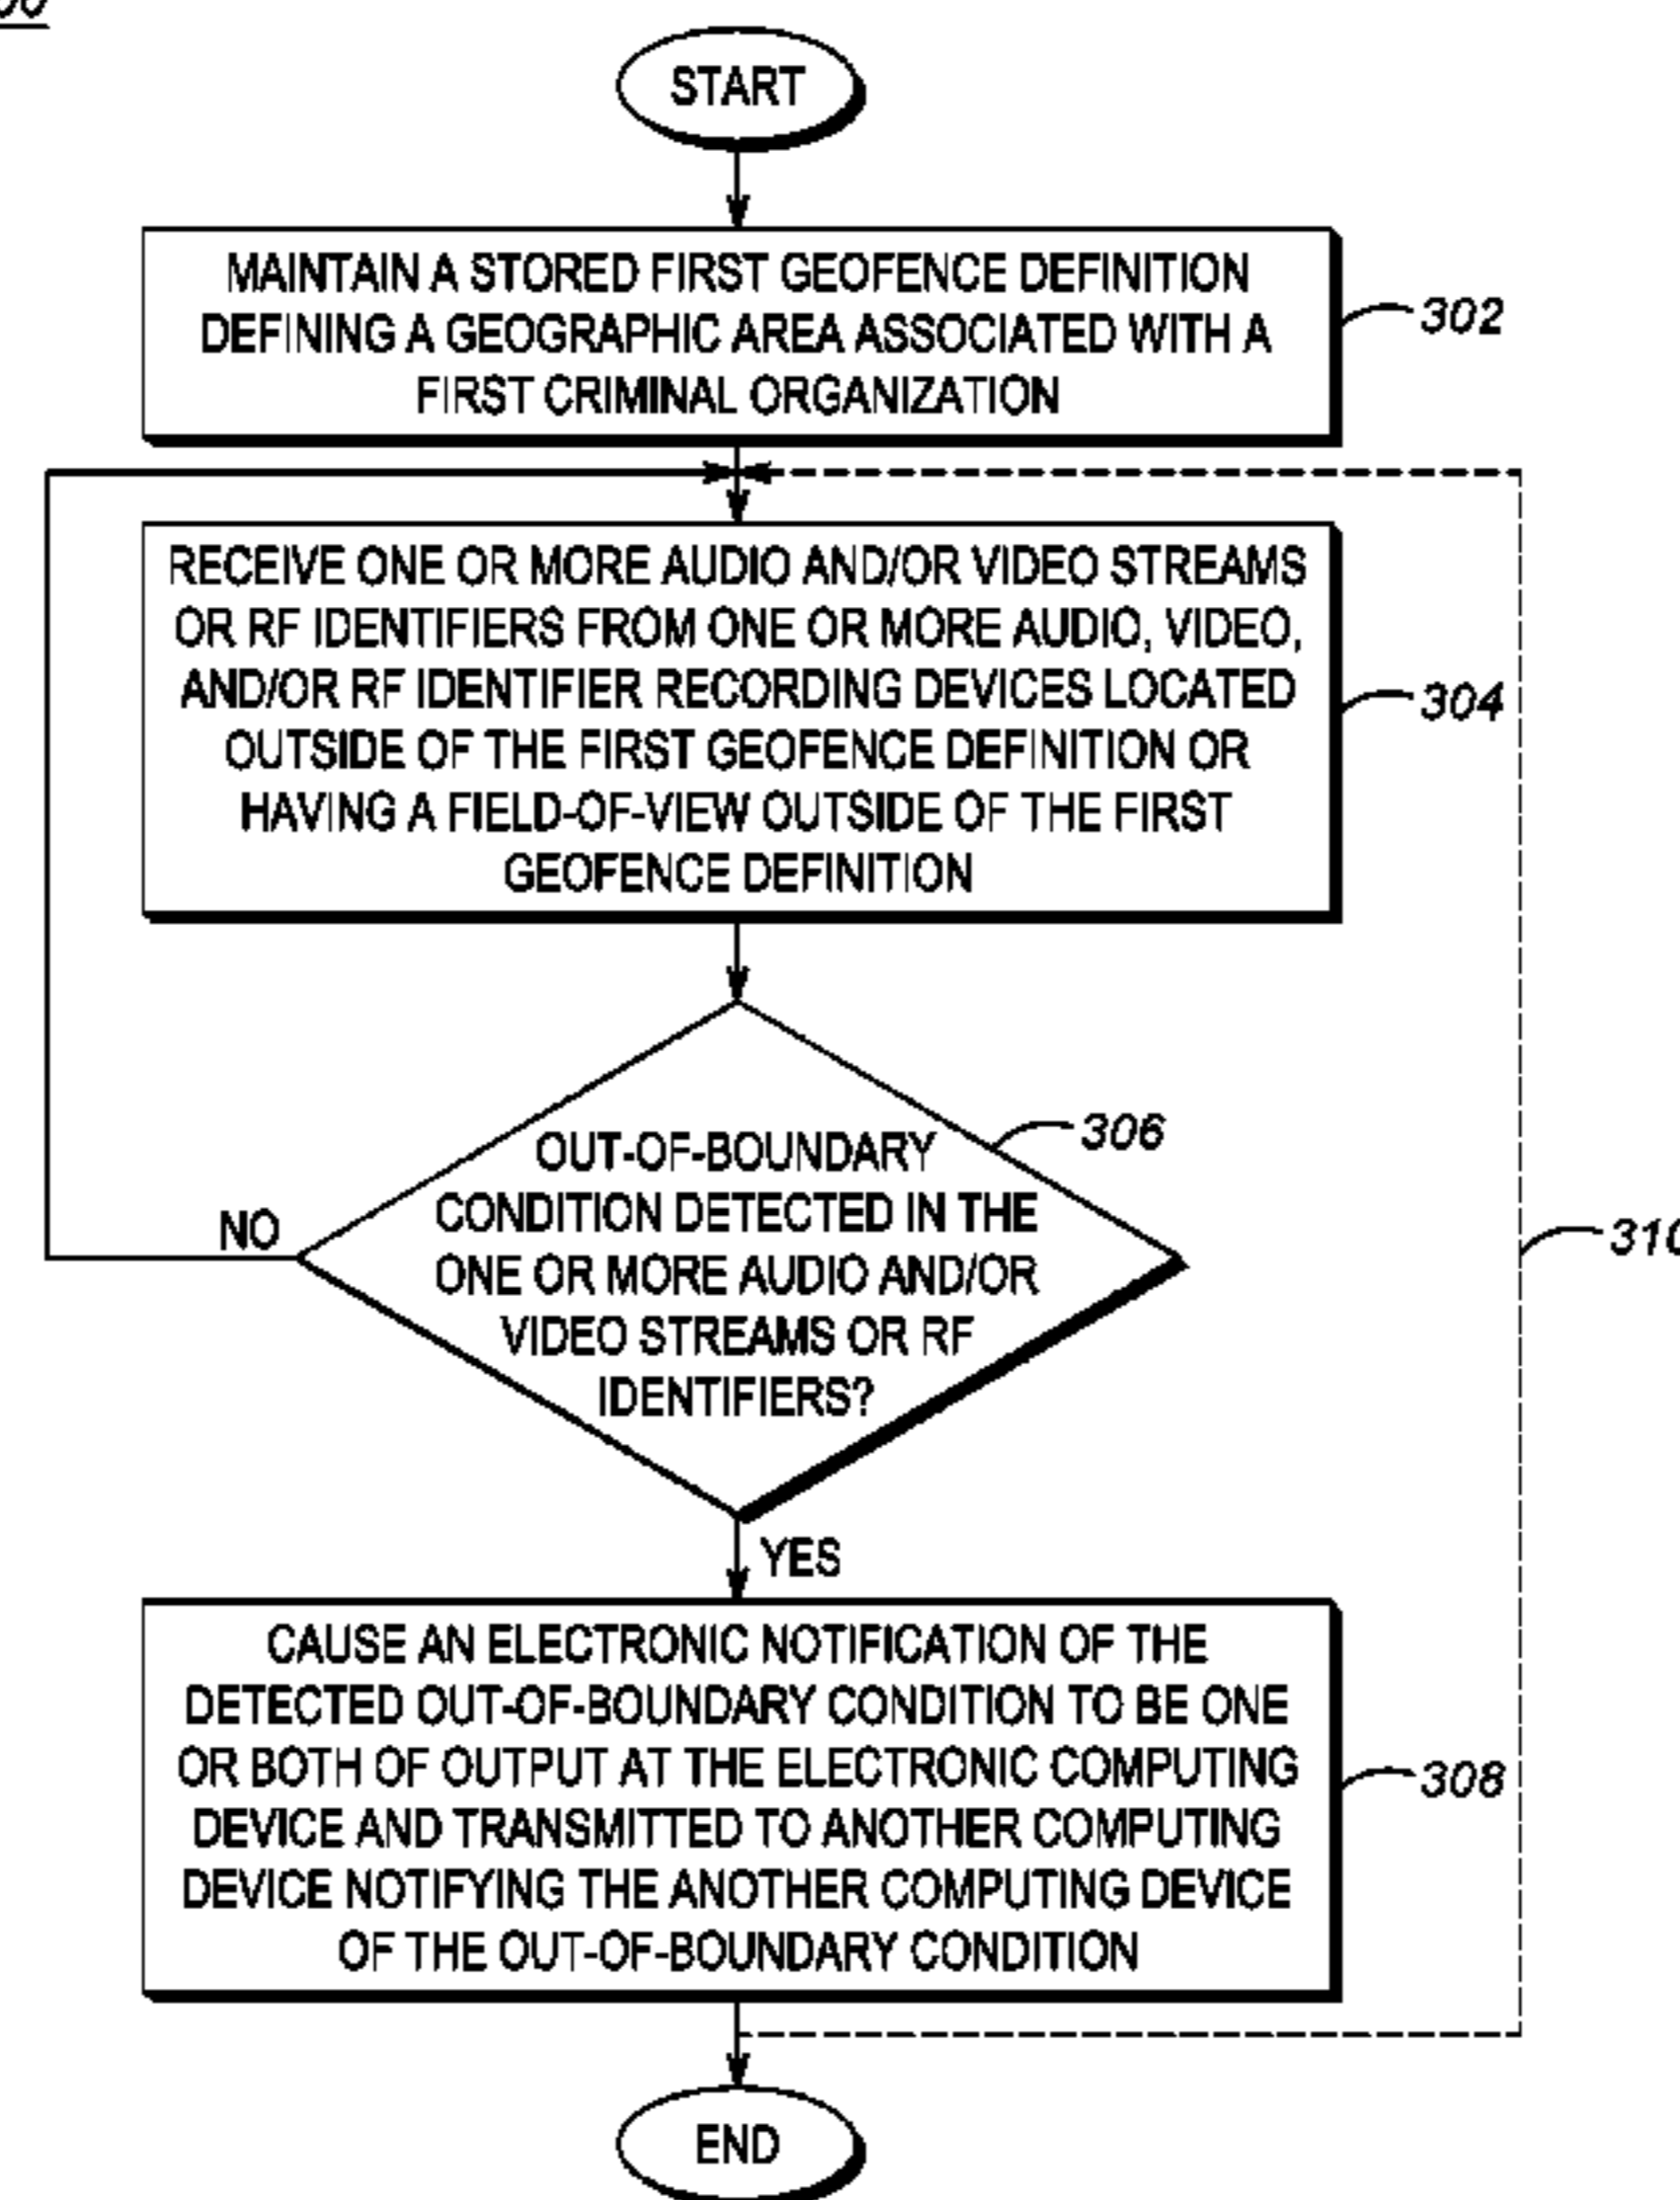 START
MAINTAIN A STORED FIRST GEOFENCE DEFINITION
DEFINING A GEOGRAPHIC AREA ASSOCIATED WITH A
FIRST CRIMINAL ORGANIZATION
302
RECEIVE ONE OR MORE AUDIO AND/OR VIDEO STREAMS
OR RF IDENTIFIERS FROM ONE OR MORE AUDIO, VIDEO,
AND/OR RF IDENTIFIER RECORDING DEVICES LOCATED
OUTSIDE OF THE FIRST GEOFENCE DEFINITION OR
HAVING A FIELD-OF-VIEW OUTSIDE OF THE FIRST
GEOFENCE DEFINITION
304
OUT-OF-BOUNDARY
CONDITION DETECTED IN THE
ONE OR MORE AUDIO AND/OR
VIDEO STREAMS OR RF
IDENTIFIERS?
306
NO
310
YES
CAUSE AN ELECTRONIC NOTIFICATION OF THE
DETECTED OUT-OF-BOUNDARY CONDITION TO BE ONE
OR BOTH OF OUTPUT AT THE ELECTRONIC COMPUTING
DEVICE AND TRANSMITTED TO ANOTHER COMPUTING
DEVICE NOTIFYING THE ANOTHER COMPUTING DEVICE
OF THE OUT-OF-BOUNDARY CONDITION
308
END